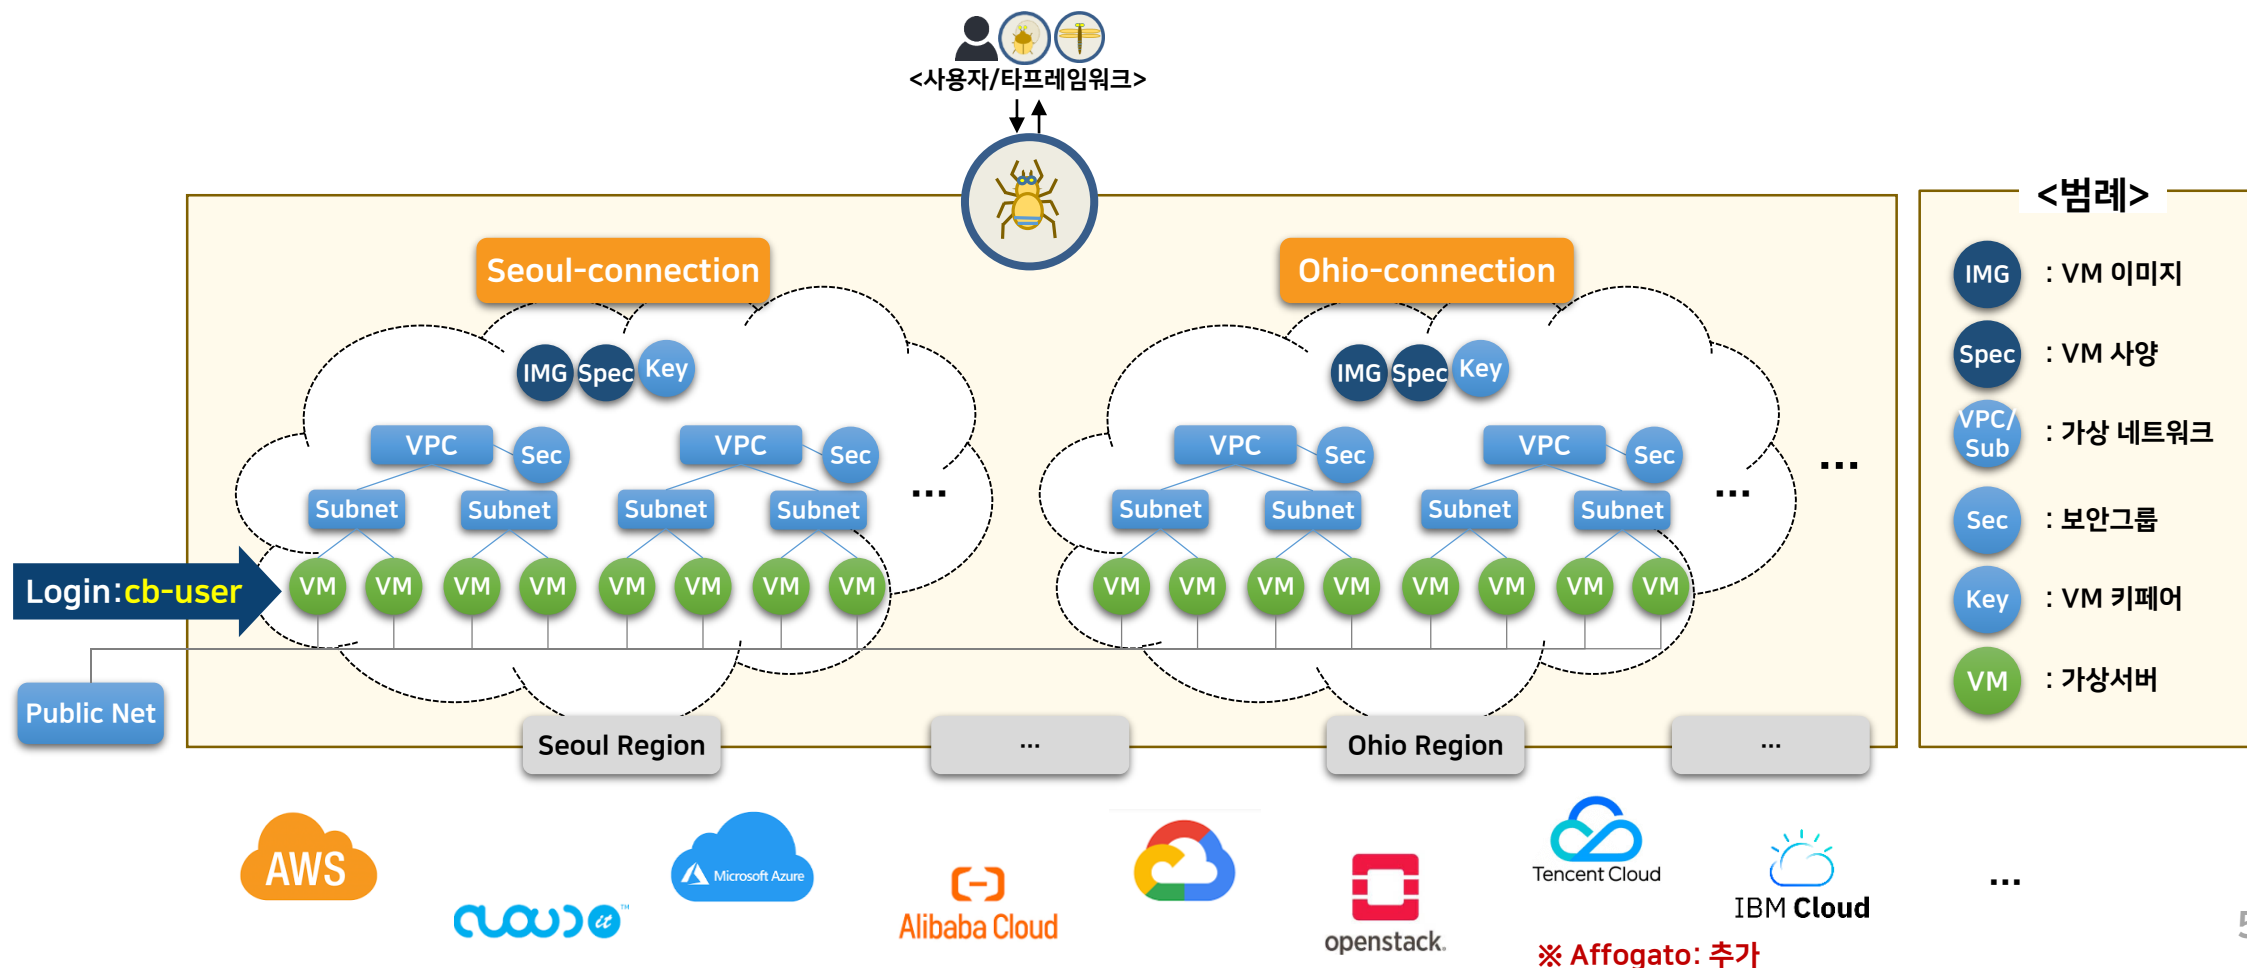 <사용자/타프레임워크>
<범례>
Seoul-connection
Ohio-connection
IMG : VM 이미지
IMG Spec Key
IMG Spec Key
Spec : VM 사양
VPC Sec VPC Sec
VPC Sec VPC Sec
VPC/
Sub : 가상 네트워크
...
... ...
Subnet Subnet Subnet Subnet
Subnet Subnet Subnet Subnet
Sec : 보안그룹
Login:cb-user
VM VM VM VM VM VM VM VM
VM VM VM VM VM VM VM VM
Key : VM 키페어
VM : 가상서버
Public Net
Seoul Region ... Ohio Region ...
AWS
Microsoft Azure
Tencent Cloud
cloud it™
Alibaba Cloud
openstack.
IBM Cloud
...
※ Affogato: 추가
5